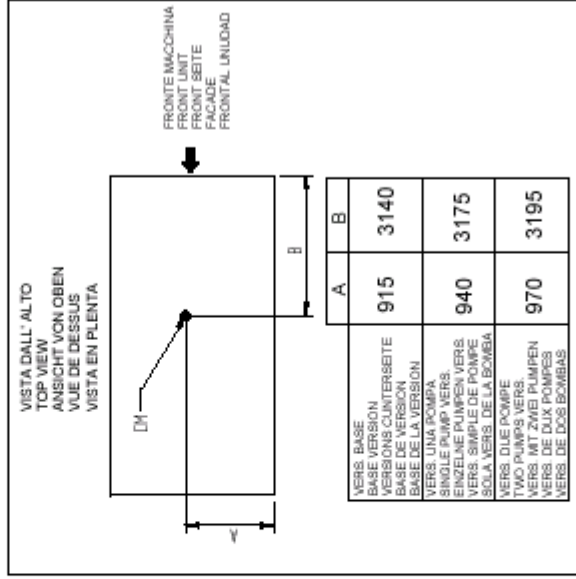 VISTA DALL' ALTO
TOP VIEW
ANSICHT VON OBEN
VUE DE DESSUS
VISTA EN PLENTA
FRONTE MACCHINA
FRONT UNIT
FRONT SEITE
FACADE
FRONTAL UNIDAD
CM
A
B
A B
VERS. BASE
BASE VERSION
VERSIONS CUNTERSEITE
BASE DE VERSION
BASE DE LA VERSION
915 3140
VERS. UNA POMPA
SINGLE PUMP VERS.
EINZELNE PUMPEN VERS.
VERS. SIMPLE DE POMPE
SOLA VERS. DE LA BOMBA
940 3175
VERS. DUE POMPE
TWO PUMPS VERS.
VERS. MIT ZWEI PUMPEN
VERS. DE DUX POMPES
VERS. DE DOS BOMBAS
970 3195